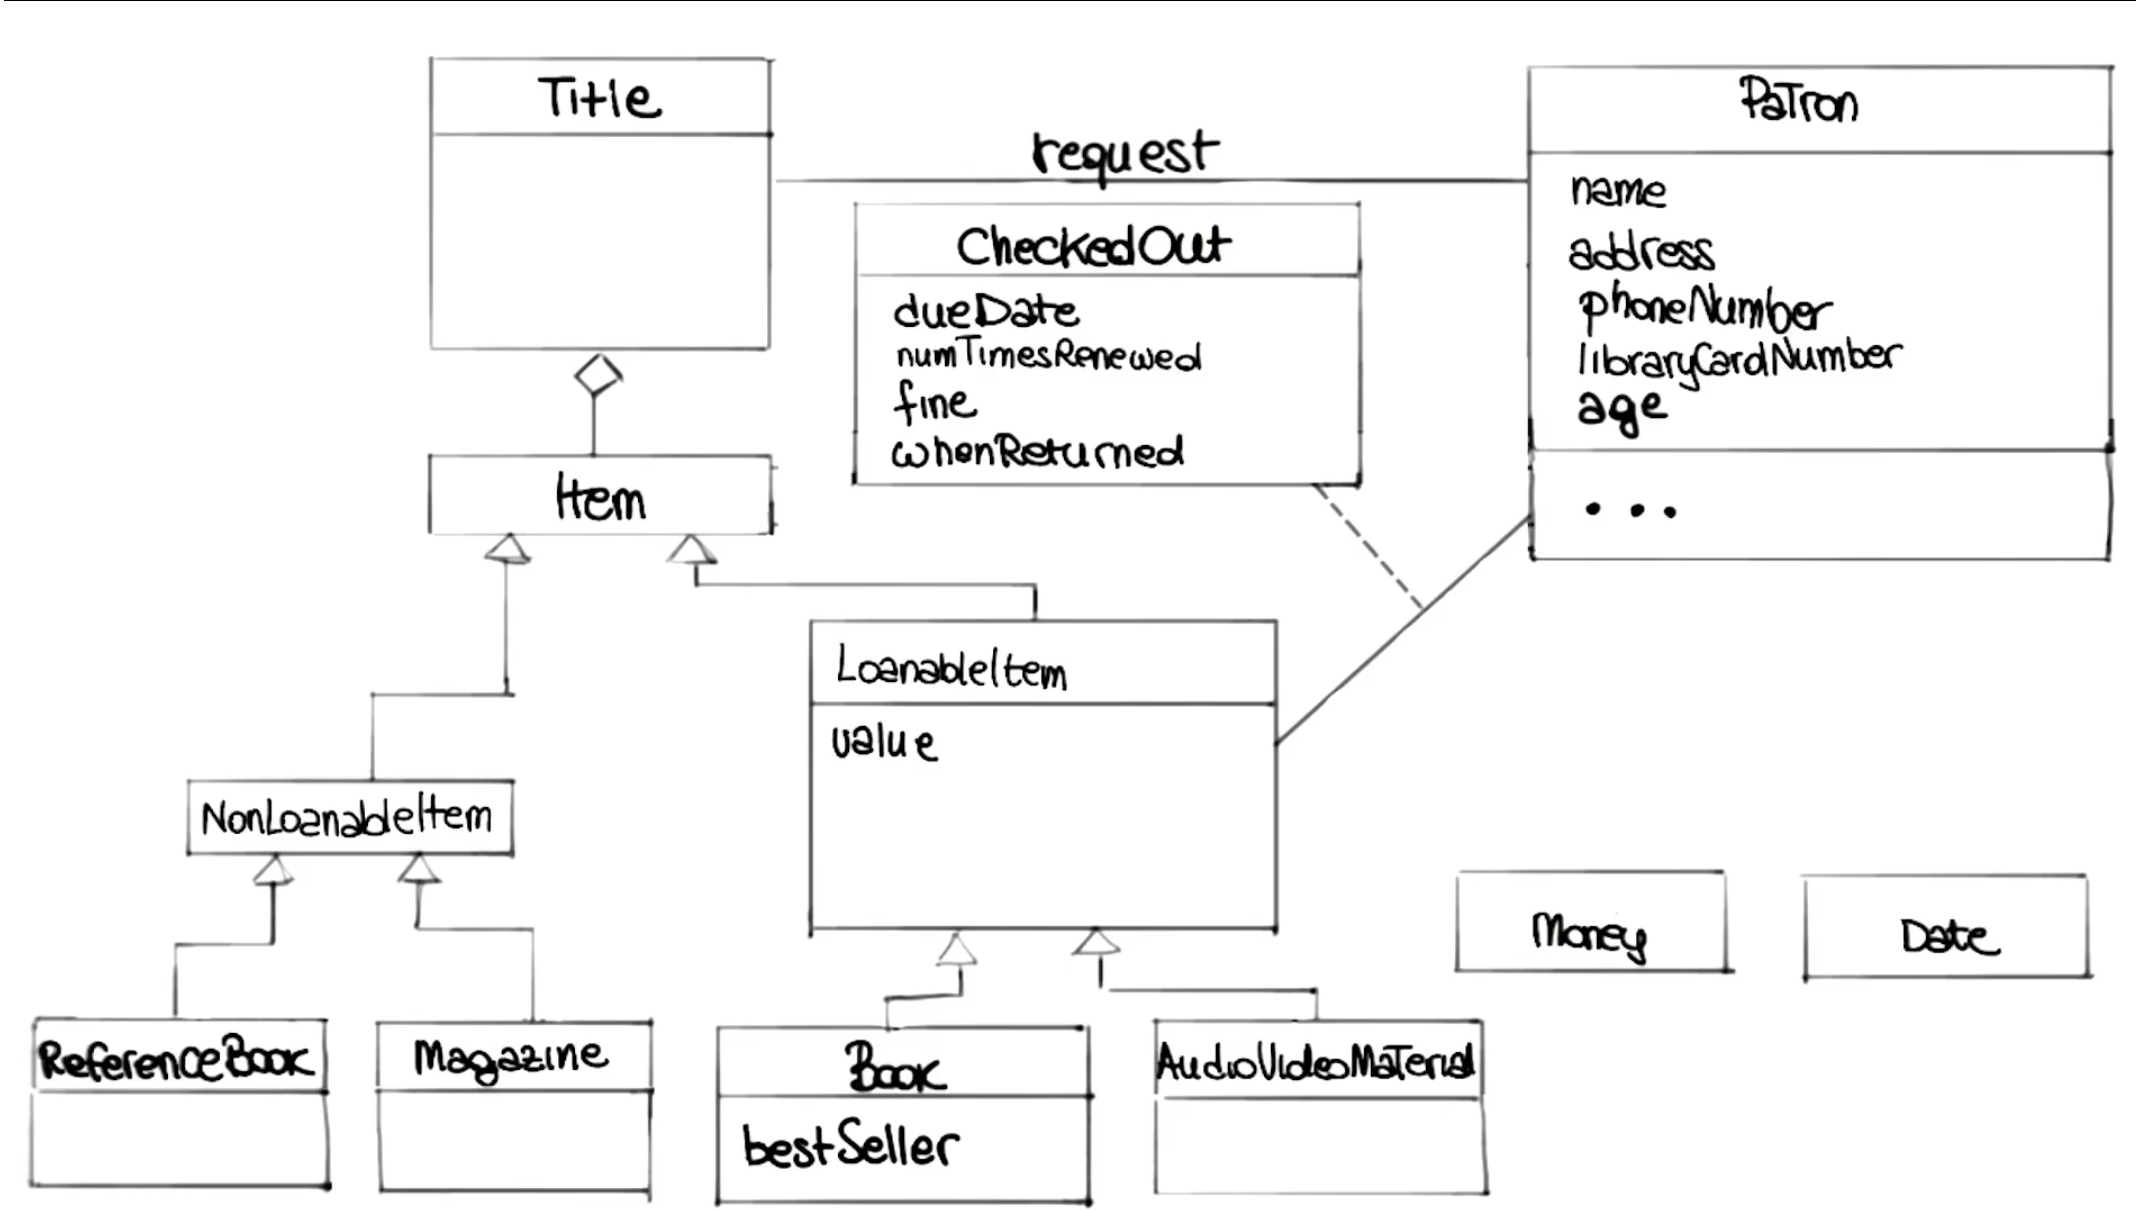 Title
request
Patron
name
address
phoneNumber
libraryCardNumber
age
...
CheckedOut
dueDate
numTimesRenewed
fine
whenReturned
Item
LoanableItem
value
NonLoanableItem
Money
Date
ReferenceBook
Magazine
Book
bestSeller
AudioVideoMaterial